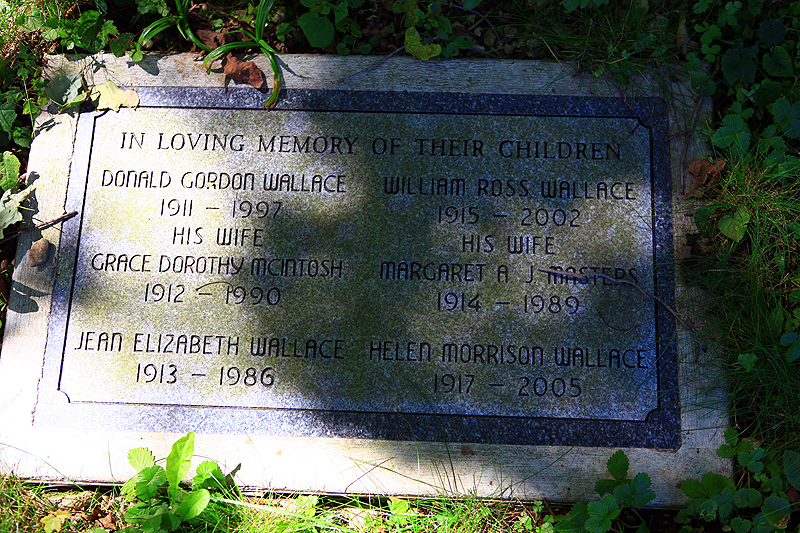 IN LOVING MEMORY OF THEIR CHILDREN
DONALD GORDON WALLACE
1911 – 1997
HIS WIFE
GRACE DOROTHY MCINTOSH
1912 – 1990
JEAN ELIZABETH WALLACE
1913 – 1986
WILLIAM ROSS WALLACE
1915 – 2002
HIS WIFE
MARGARET A J MASTERS
1914 – 1989
HELEN MORRISON WALLACE
1917 – 2005